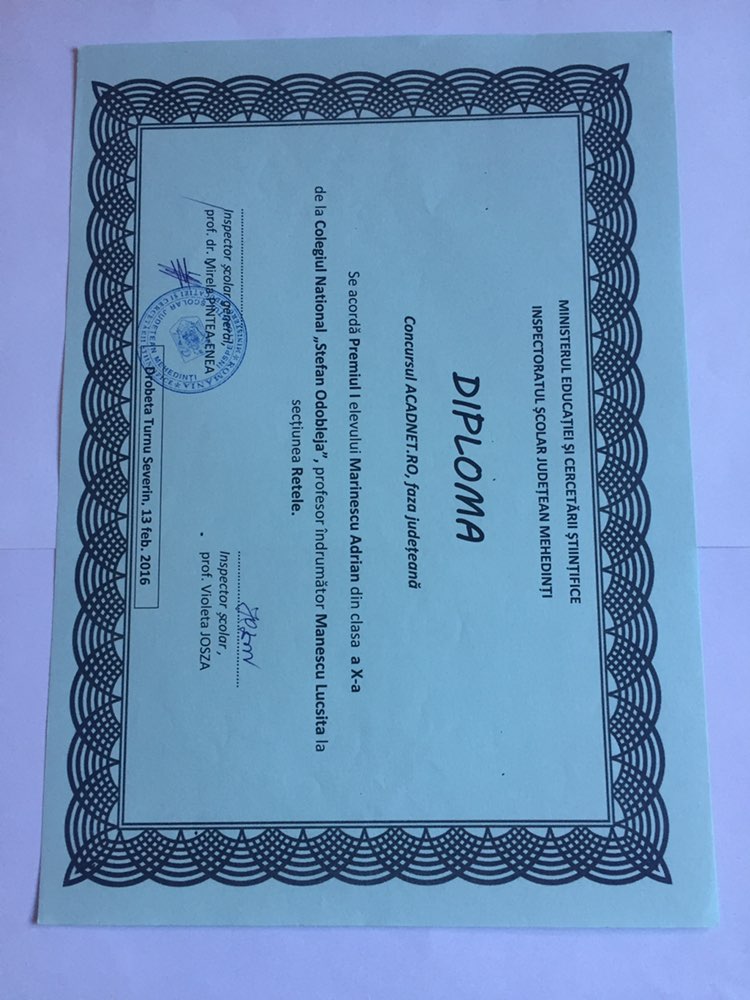 MINISTERUL EDUCAȚIEI ȘI CERCETĂRII ȘTIINȚIFICE
INSPECTORATUL ȘCOLAR JUDEȚEAN MEHEDINȚI
DIPLOMA
Concursul ACADNET.RO, faza județeană
Se acordă Premiul I elevului Marinescu Adrian din clasa a X-a
de la Colegiul National „Stefan Odobleja”, profesor îndrumător Manescu Lucsita la
secțiunea Retele.
Inspector școlar general,
prof. dr. Mirela PINTEA-ENEA
Inspector școlar,
prof. Violeta JOSZA
Drobeta Turnu Severin, 13 feb. 2016